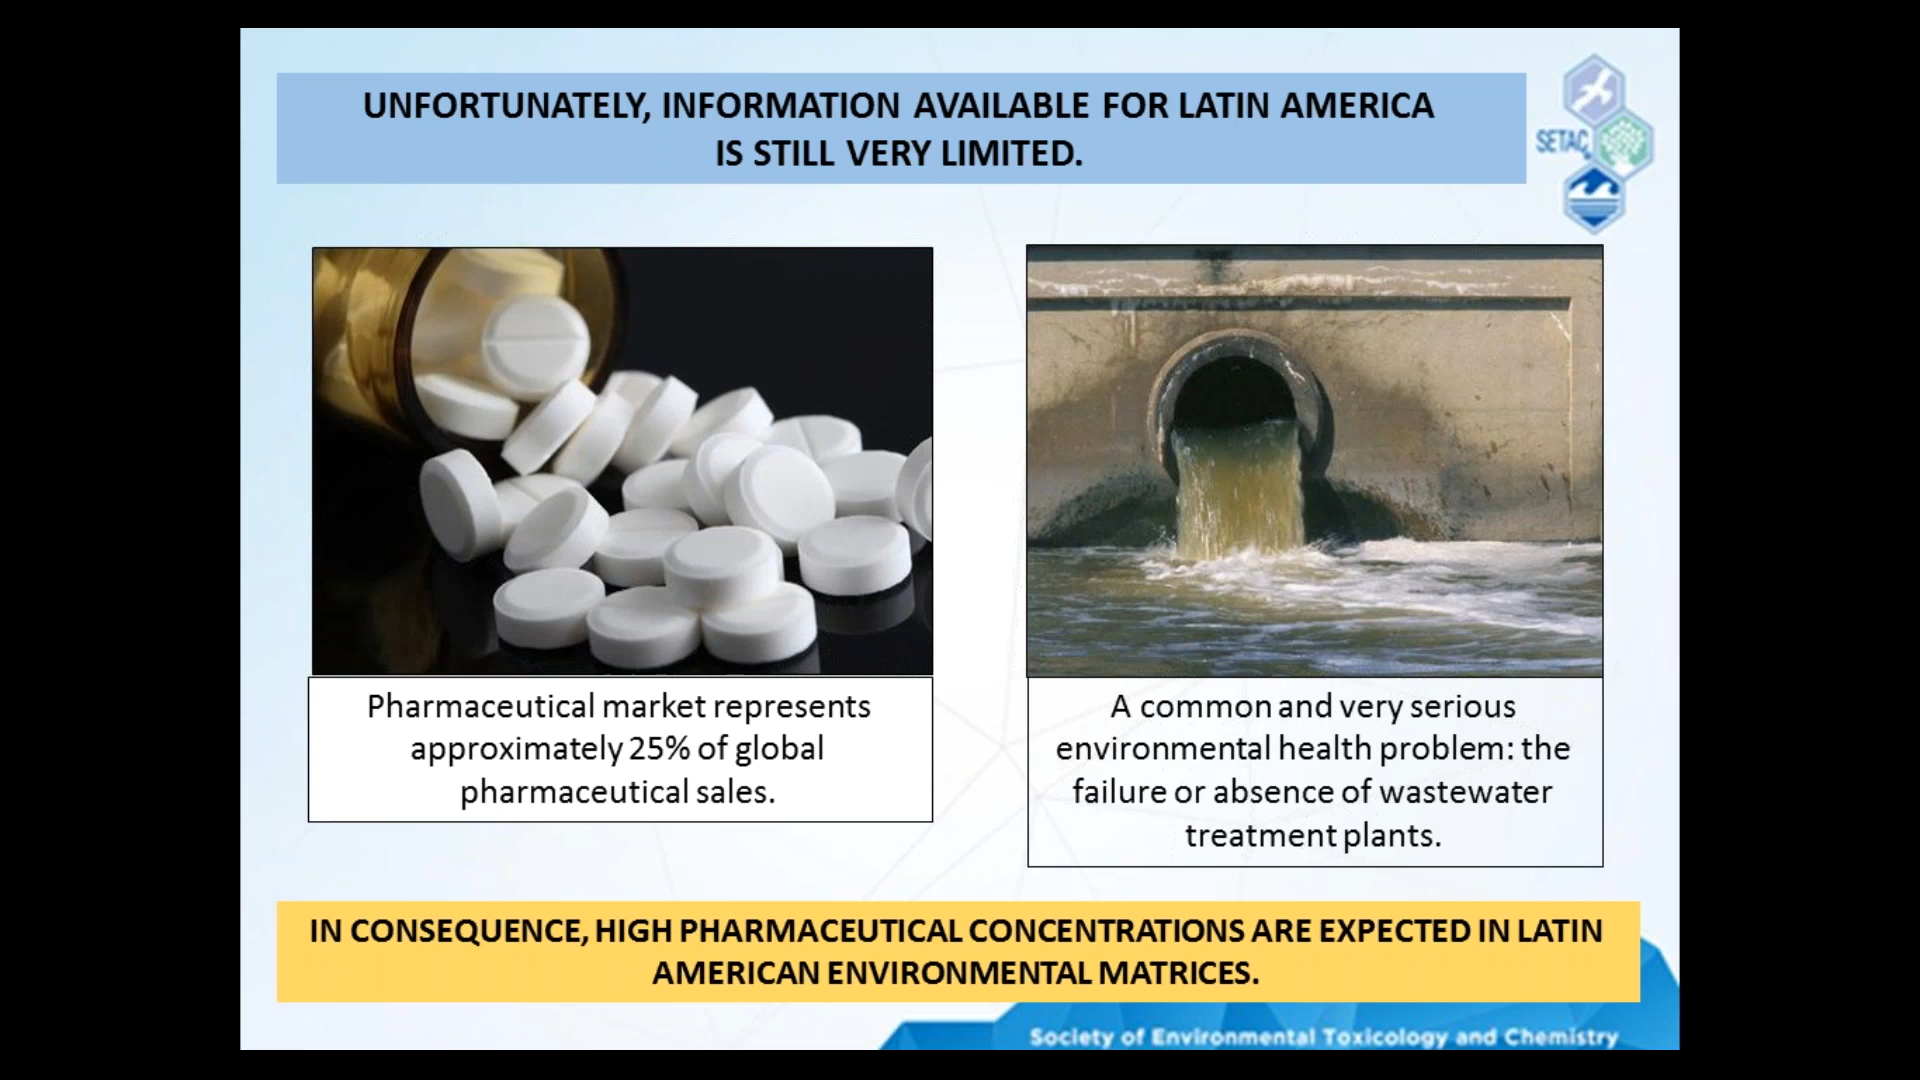 UNFORTUNATELY, INFORMATION AVAILABLE FOR LATIN AMERICA
IS STILL VERY LIMITED.
SETAC
Pharmaceutical market represents
approximately 25% of global
pharmaceutical sales.
A common and very serious
environmental health problem: the
failure or absence of wastewater
treatment plants.
IN CONSEQUENCE, HIGH PHARMACEUTICAL CONCENTRATIONS ARE EXPECTED IN LATIN
AMERICAN ENVIRONMENTAL MATRICES.
Society of Environmental Toxicology and Chemistry